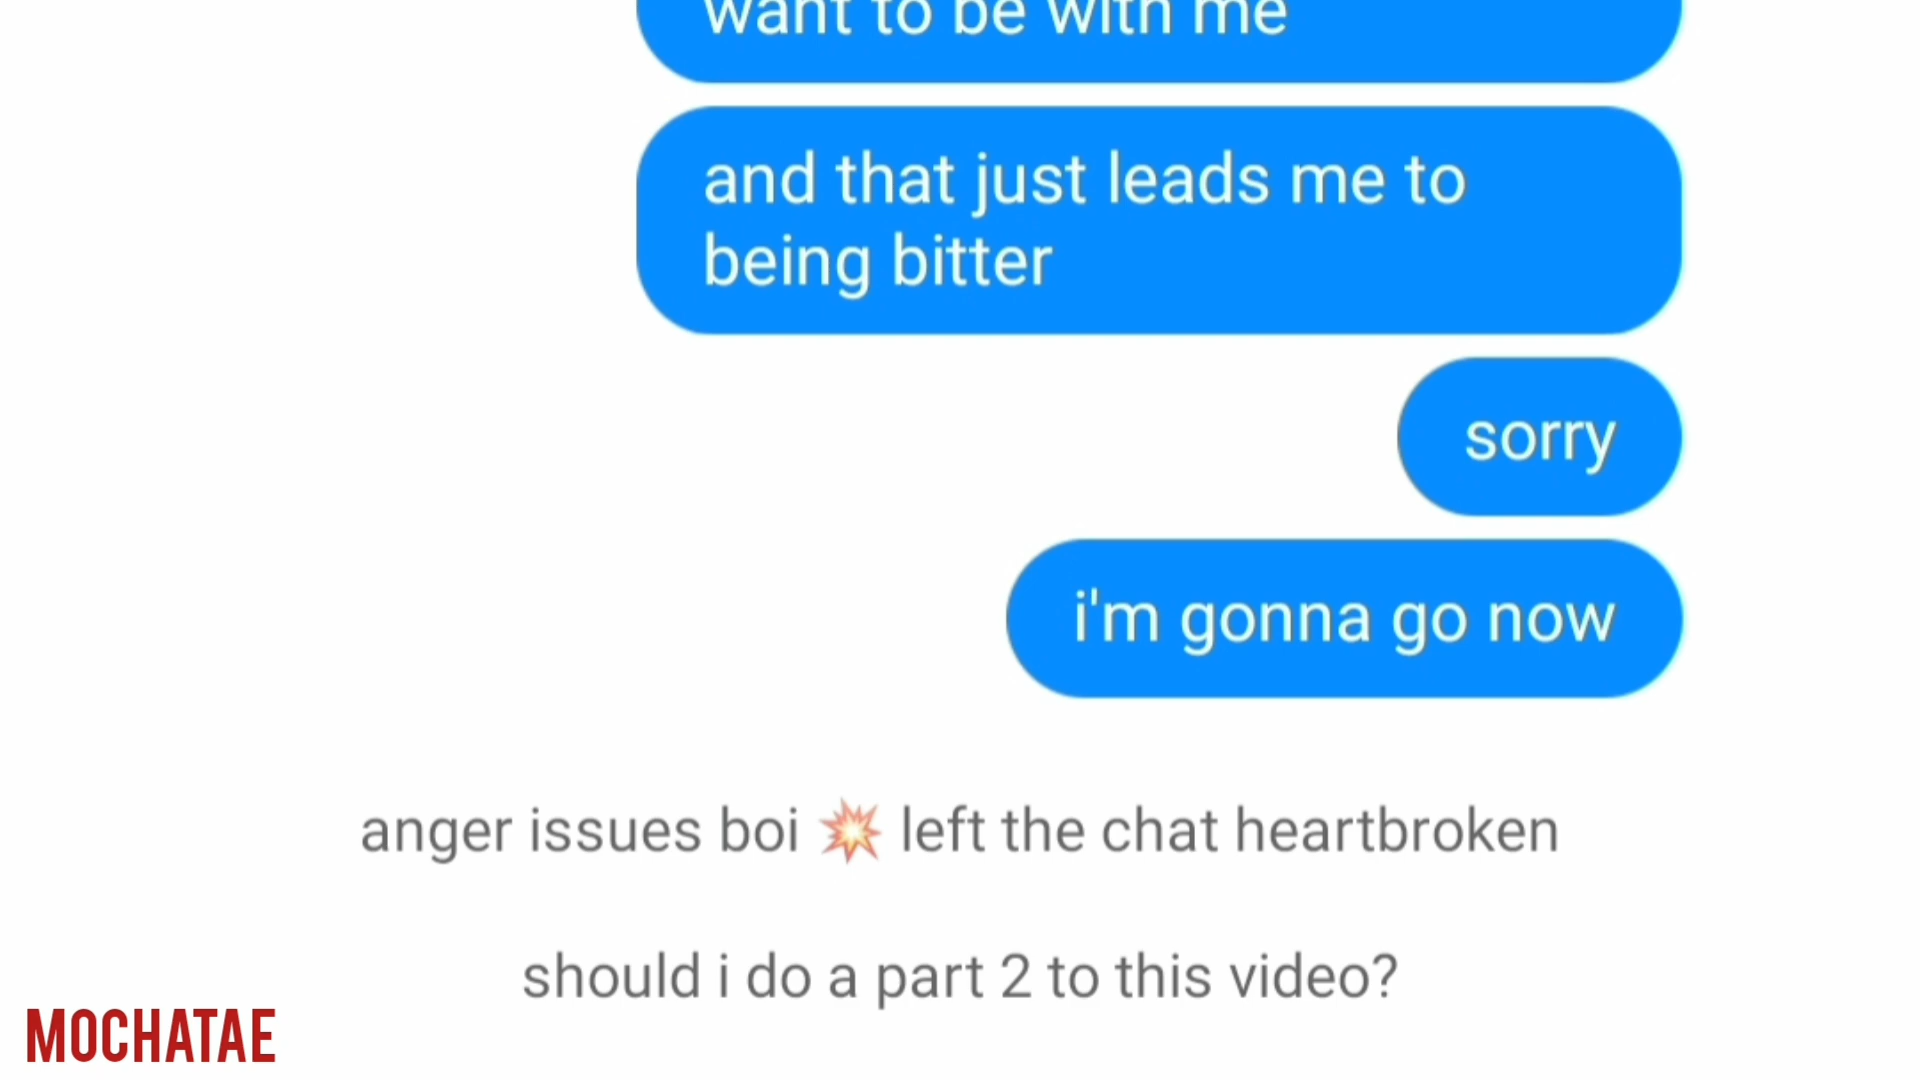 want to be with me
and that just leads me to
being bitter
sorry
i'm gonna go now
anger issues boi 💥 left the chat heartbroken
should i do a part 2 to this video?
MOCHATAE